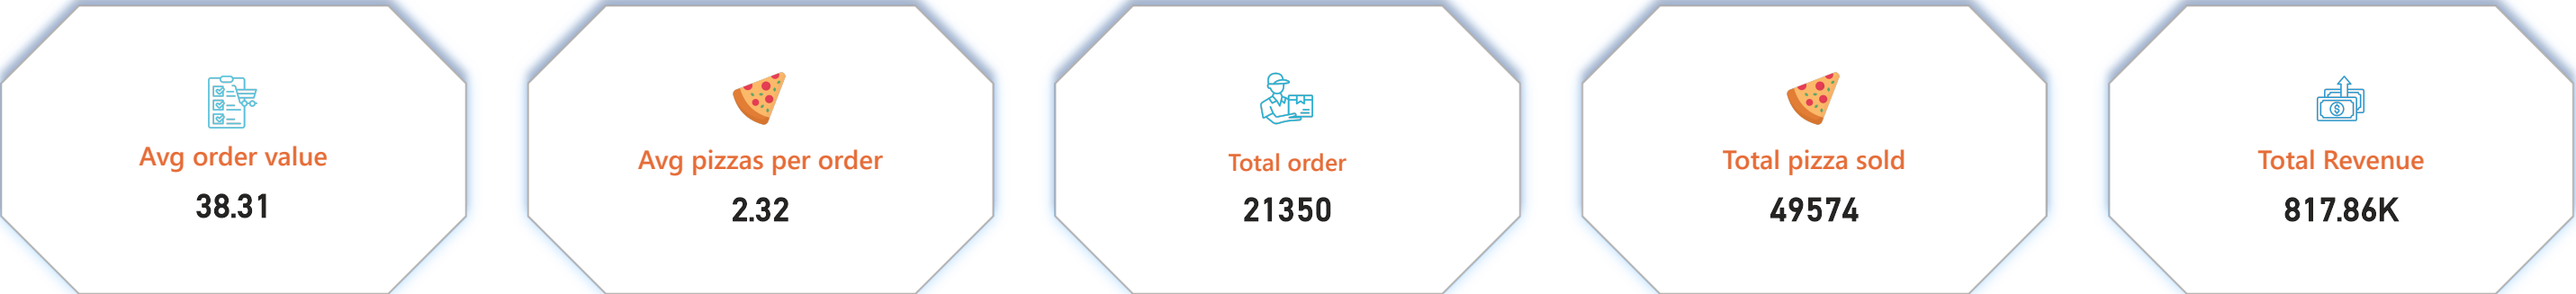 Avg order value
38.31
Avg pizzas per order
2.32
Total order
21350
Total pizza sold
49574
Total Revenue
817.86K